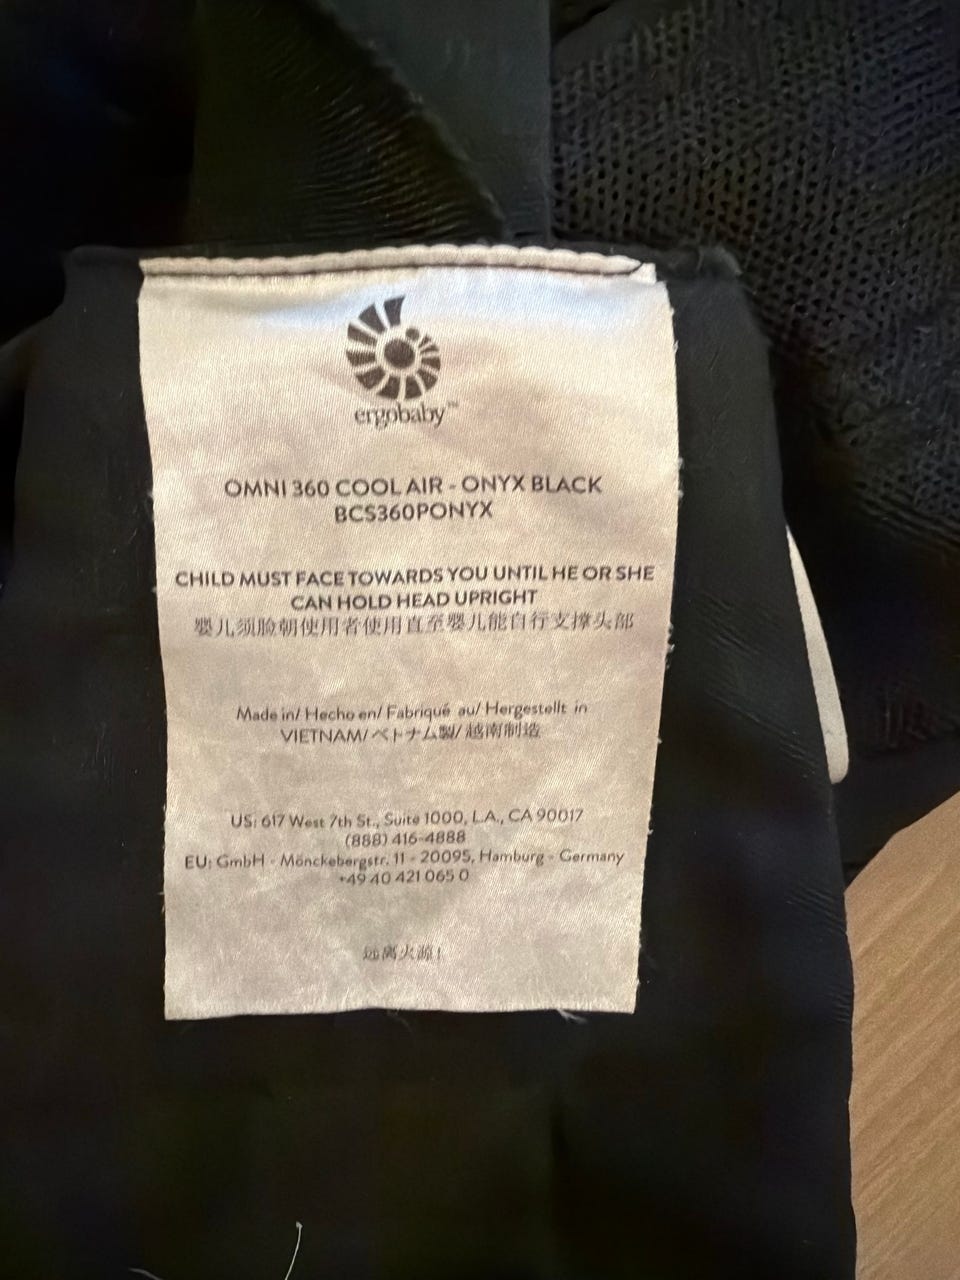 ergobaby™
OMNI 360 COOL AIR - ONYX BLACK
BCS360PONYX
CHILD MUST FACE TOWARDS YOU UNTIL HE OR SHE
CAN HOLD HEAD UPRIGHT
婴儿须脸朝使用者使用直至婴儿能自行支撑头部
Made in/ Hecho en/ Fabriqué au/ Hergestellt in
VIETNAM/ベトナム製/ 越南制造
US: 617 West 7th St., Suite 1000, L.A., CA 90017
(888) 416-4888
EU: GmbH - Mönckebergstr. 11 - 20095, Hamburg - Germany
+49 40 421 065 0
远离火源!